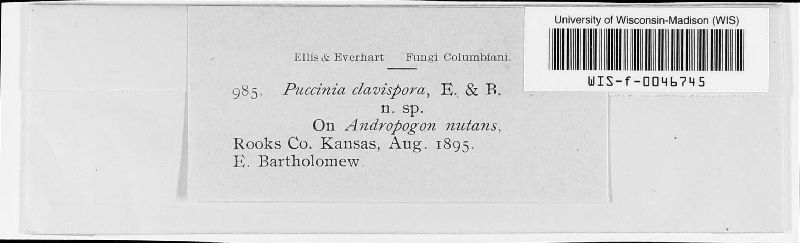 University of Wisconsin-Madison (WIS)
WIS-f-0046745
Ellis & Everhart Fungi Columbiani.
985. Puccinia clavispora, E. & B.
n. sp.
On Andropogon nutans,
Rooks Co. Kansas, Aug. 1895.
E. Bartholomew.